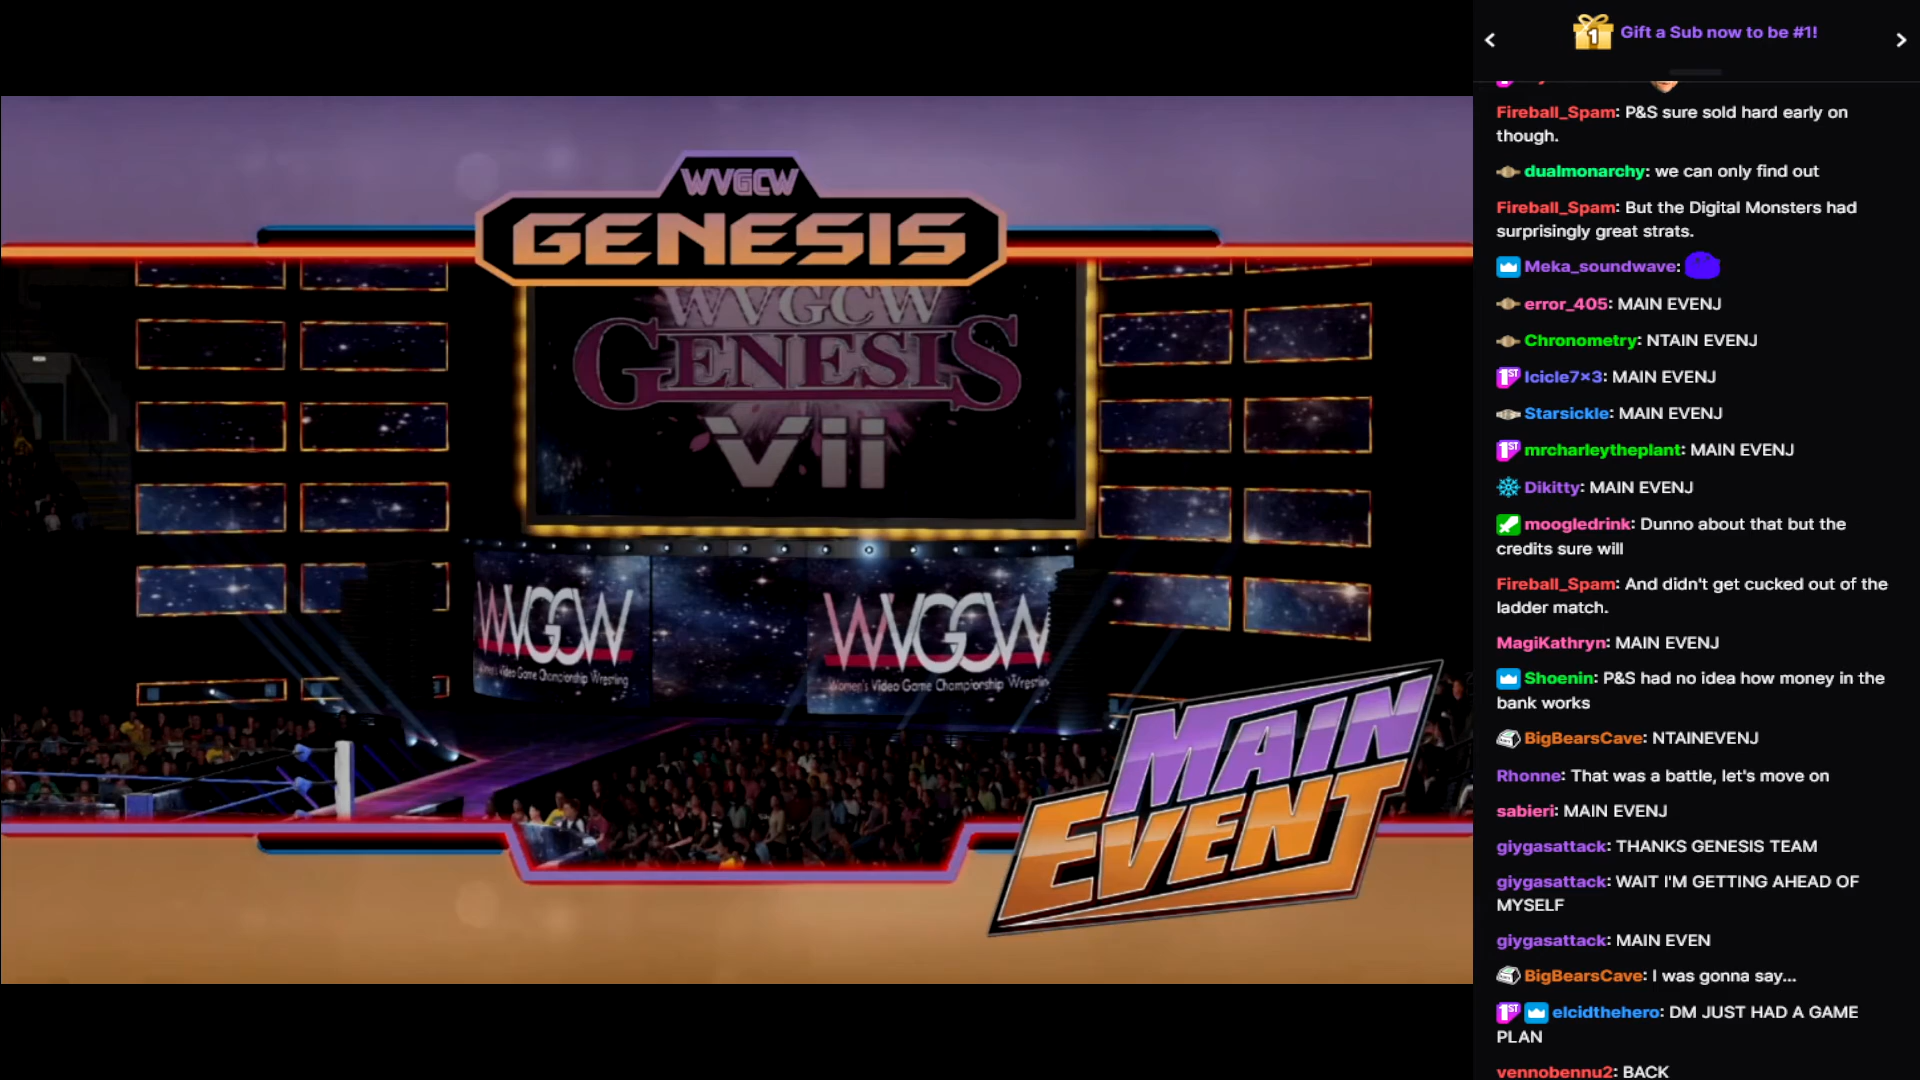 WVGCW
GENESIS
WVGCW
GENESIS
Vii
WVGCW
Women's Video Game Championship Wrestling
WVGCW
Women's Video Game Championship Wrestlin
MAIN
EVENT
1
Gift a Sub now to be #1!
Fireball_Spam: P&S sure sold hard early on
though.
dualmonarchy: we can only find out
Fireball_Spam: But the Digital Monsters had
surprisingly great strats.
Meka_soundwave:
error_405: MAIN EVENJ
Chronometry: NTAIN EVENJ
1ST Icicle7x3: MAIN EVENJ
Starsickle: MAIN EVENJ
1ST mrcharleytheplant: MAIN EVENJ
Dikitty: MAIN EVENJ
moogledrink: Dunno about that but the
credits sure will
Fireball_Spam: And didn't get cucked out of the
ladder match.
MagiKathryn: MAIN EVENJ
Shoenin: P&S had no idea how money in the
bank works
BigBearsCave: NTAINEVENJ
Rhonne: That was a battle, let's move on
sabieri: MAIN EVENJ
giygasattack: THANKS GENESIS TEAM
giygasattack: WAIT I'M GETTING AHEAD OF
MYSELF
giygasattack: MAIN EVEN
BigBearsCave: I was gonna say...
1ST elcidthehero: DM JUST HAD A GAME
PLAN
vennobennu2: BACK